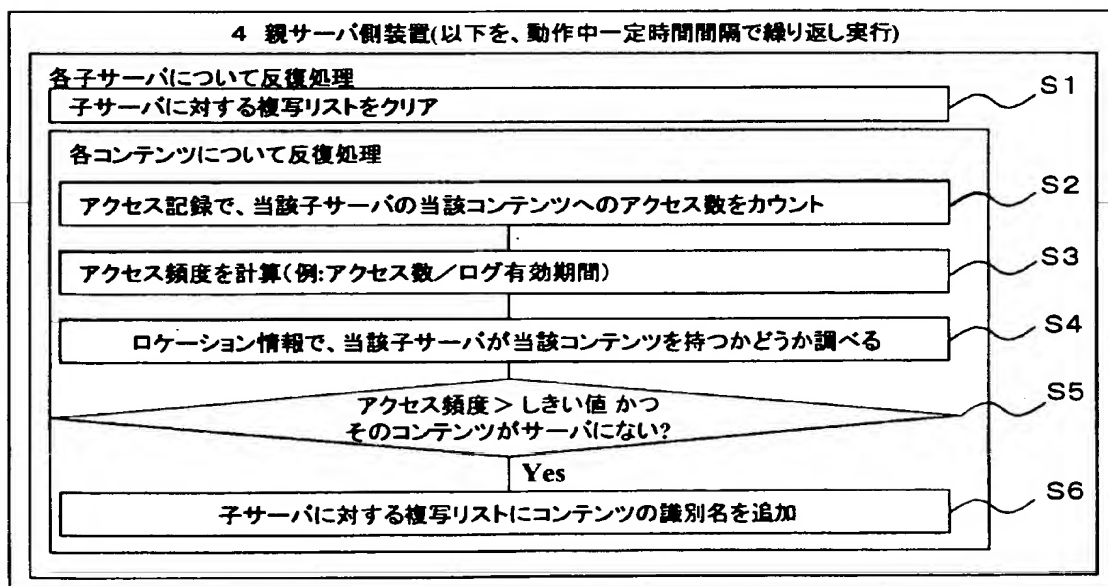 4 親サーバ側装置(以下を、動作中一定時間間隔で繰り返し実行)
各子サーバについて反復処理
子サーバに対する複写リストをクリア
S1
各コンテンツについて反復処理
アクセス記録で、当該子サーバの当該コンテンツへのアクセス数をカウント
S2
アクセス頻度を計算(例:アクセス数／ログ有効期間)
S3
ロケーション情報で、当該子サーバが当該コンテンツを持つかどうか調べる
S4
アクセス頻度 > しきい値 かつ
そのコンテンツがサーバにない?
S5
Yes
子サーバに対する複写リストにコンテンツの識別名を追加
S6